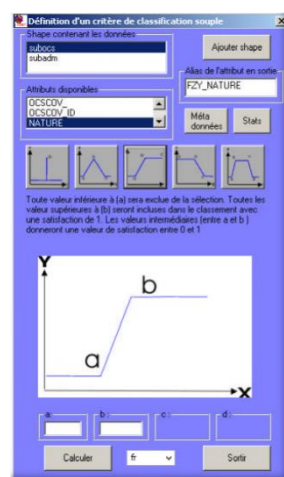 Définition d'un critère de classification souple
Shape contenant les données
subocs
subadm
Ajouter shape
Alias de l'attribut en sortie
FZY_NATURE
Attributs disponibles
OCSCOV_
OCSCOV_ID
NATURE
Méta
données
Stats
Toute valeur inférieure à (a) sera exclue de la sélection. Toutes les
valeur supérieures à (b) seront incluses dans le classement avec
une satisfaction de 1. Les valeurs intermédiaires (entre a et b )
donneront une valeur de satisfaction entre 0 et 1
Y
b
a
X
a:
b:
c:
d:
Calculer
fr
Sortir